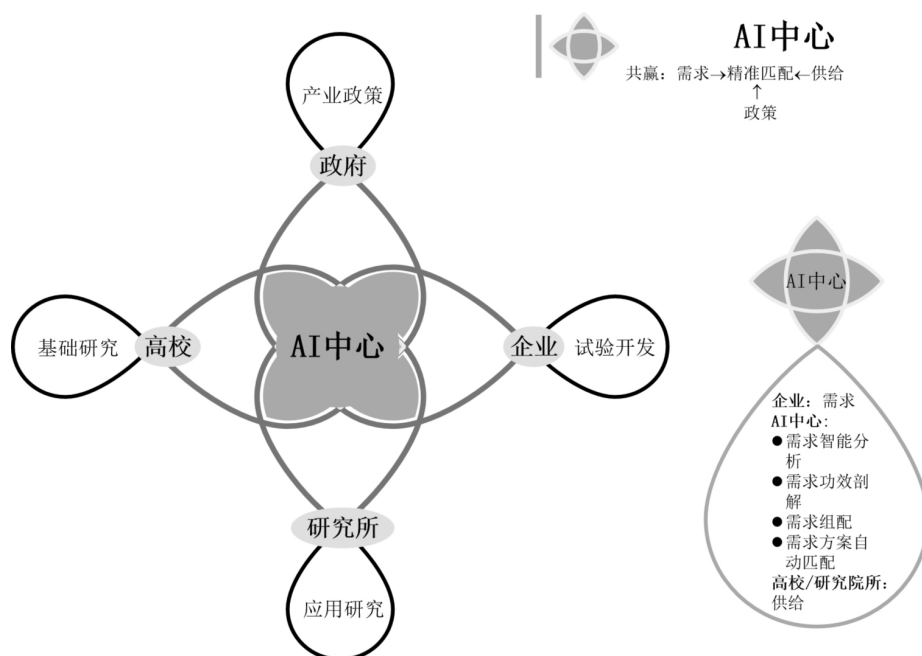 AI中心
共赢：需求→精准匹配←供给
↑
政策
产业政策
政府
基础研究
高校
AI中心
企业
试验开发
研究所
应用研究
AI中心
企业：需求
AI中心：
●需求智能分
析
●需求功效剖
解
●需求组配
●需求方案自
动匹配
高校/研究院所：
供给